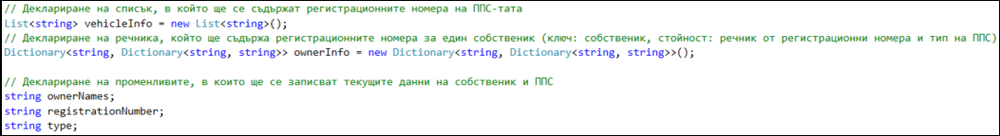 // Деклариране на списък, в който ще се съдържат регистрационните номера на ППС-тата
List<string> vehicleInfo = new List<string>();
// Деклариране на речника, който ще съдържа регистрационните номера за един собственик (ключ: собственик, стойност: речник от регистрационни номера и тип на ППС)
Dictionary<string, Dictionary<string, string>> ownerInfo = new Dictionary<string, Dictionary<string, string>>();
// Деклариране на променливите, в които ще се записват текущите данни на собственик и ППС
string ownerNames;
string registrationNumber;
string type;